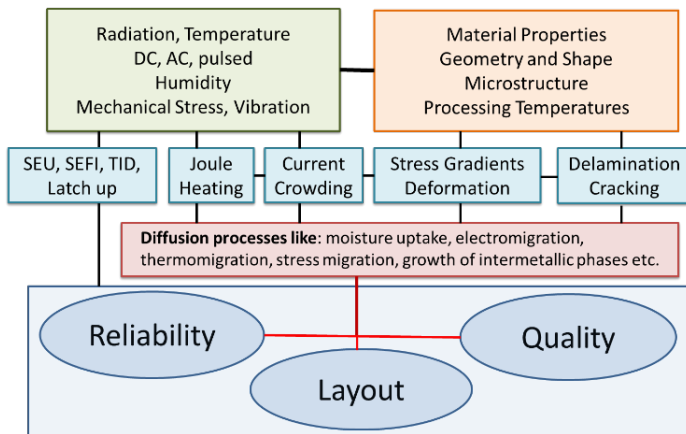 Radiation, Temperature
DC, AC, pulsed
Humidity
Mechanical Stress, Vibration
Material Properties
Geometry and Shape
Microstructure
Processing Temperatures
SEU, SEFI, TID,
Latch up
Joule
Heating
Current
Crowding
Stress Gradients
Deformation
Delamination
Cracking
Diffusion processes like: moisture uptake, electromigration,
thermomigration, stress migration, growth of intermetallic phases etc.
Reliability
Quality
Layout